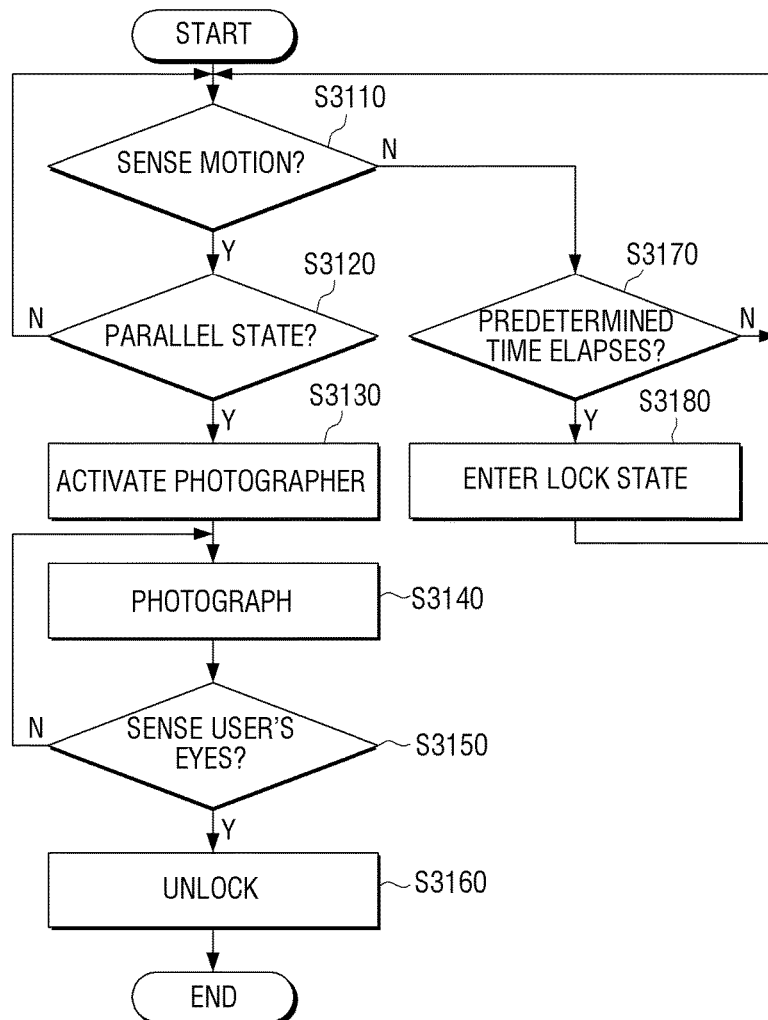 START
S3110
SENSE MOTION?
N
Y
S3120
S3170
N
PARALLEL STATE?
PREDETERMINED
TIME ELAPSES?
N
Y
Y
S3130
S3180
ACTIVATE PHOTOGRAPHER
ENTER LOCK STATE
PHOTOGRAPH
S3140
N
SENSE USER'S
EYES?
S3150
Y
UNLOCK
S3160
END